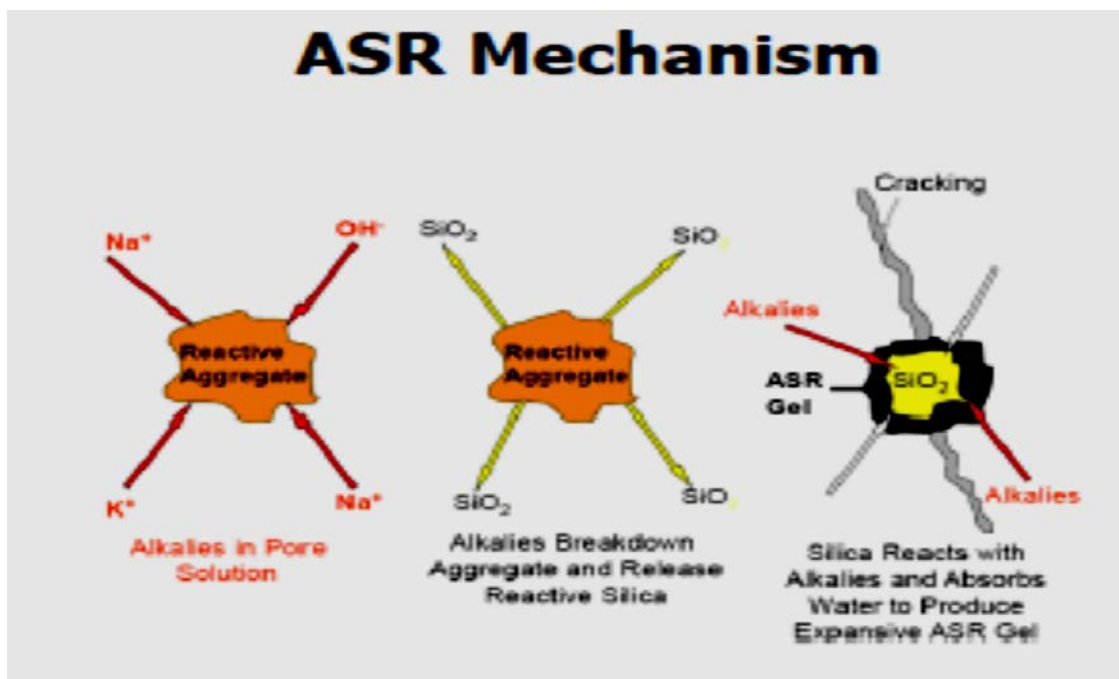 ASR Mechanism
Na⁺
OH⁻
Reactive
Aggregate
K⁺
Na⁺
Alkalies in Pore
Solution
SiO₂
SiO₂
Reactive
Aggregate
SiO₂
SiO₂
Alkalies Breakdown
Aggregate and Release
Reactive Silica
Cracking
Alkalies
ASR
Gel
SiO₂
Alkalies
Silica Reacts with
Alkalies and Absorbs
Water to Produce
Expansive ASR Gel